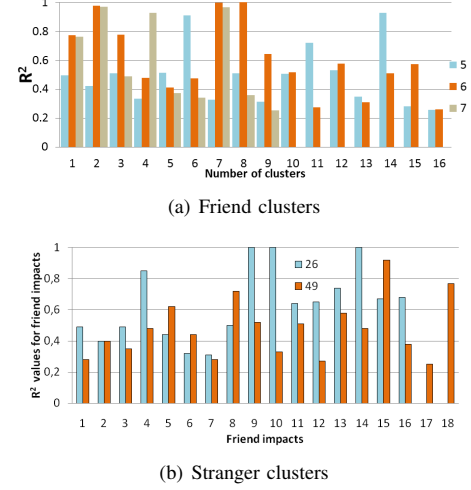 1
0.8
0.6
0.4
0.2
0
R²
1 2 3 4 5 6 7 8 9 10 11 12 13 14 15 16
Number of clusters
5
6
7
(a) Friend clusters
1
0,8
0,6
0,4
0,2
0
R² values for friend impacts
26
49
1 2 3 4 5 6 7 8 9 10 11 12 13 14 15 16 17 18
Friend impacts
(b) Stranger clusters